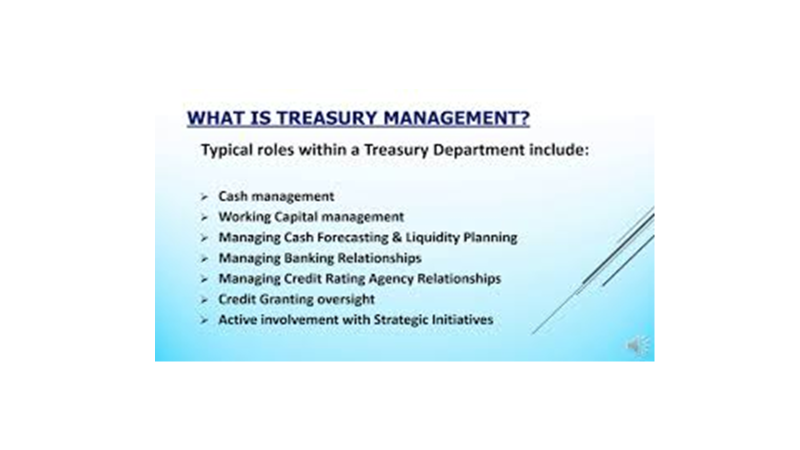 WHAT IS TREASURY MANAGEMENT?
Typical roles within a Treasury Department include:
➢ Cash management
➢ Working Capital management
➢ Managing Cash Forecasting & Liquidity Planning
➢ Managing Banking Relationships
➢ Managing Credit Rating Agency Relationships
➢ Credit Granting oversight
➢ Active involvement with Strategic Initiatives